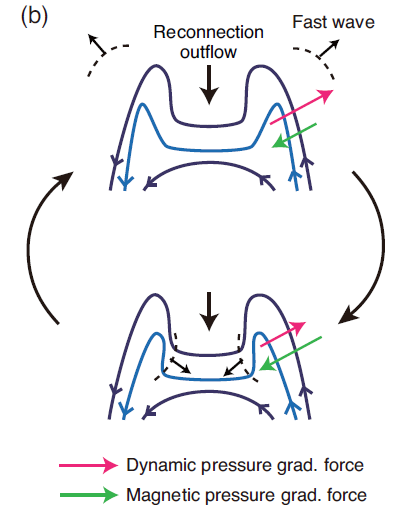 (b)
Reconnection
outflow
Fast wave
Dynamic pressure grad. force
Magnetic pressure grad. force